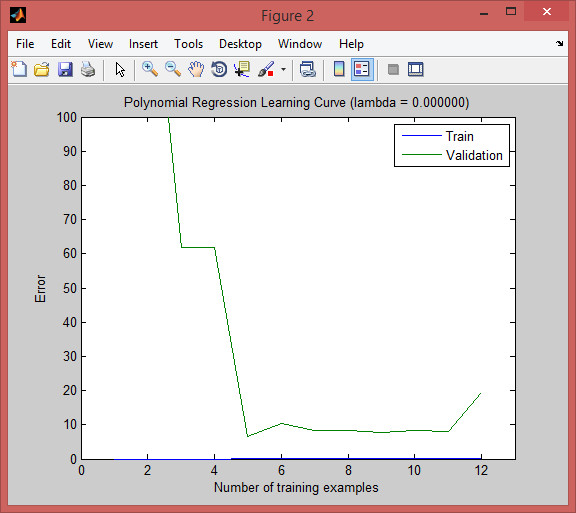 Figure 2
File Edit View Insert Tools Desktop Window Help
Polynomial Regression Learning Curve (lambda = 0.000000)
Train
Validation
100
90
80
70
60
50
40
30
20
10
0
Error
0 2 4 6 8 10 12
Number of training examples